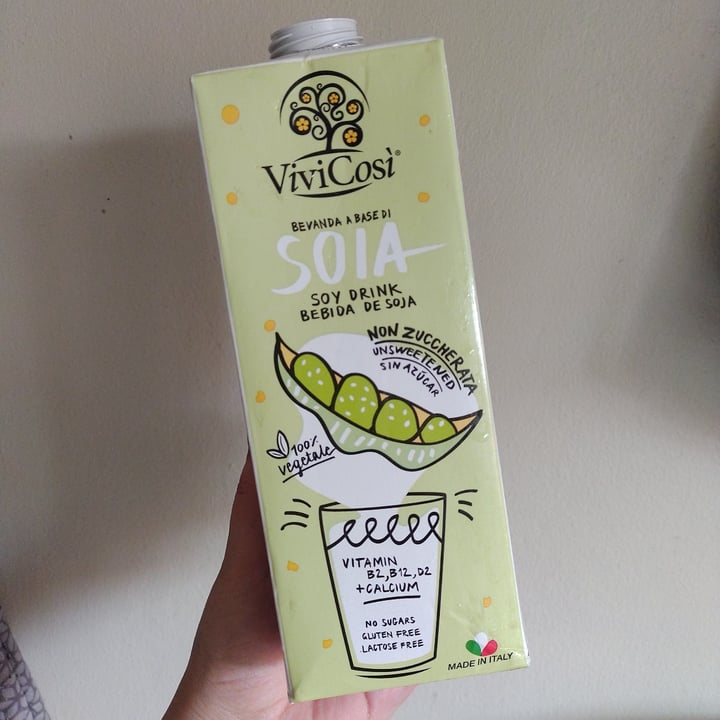 ViviCosì®
BEVANDA A BASE DI
SOIA
SOY DRINK
BEBIDA DE SOJA
NON ZUCCHERATA
UNSWEETENED
SIN AZÚCAR
100%
vegetale
VITAMIN
B2, B12, D2
+CALCIUM
NO SUGARS
GLUTEN FREE
LACTOSE FREE
MADE IN ITALY